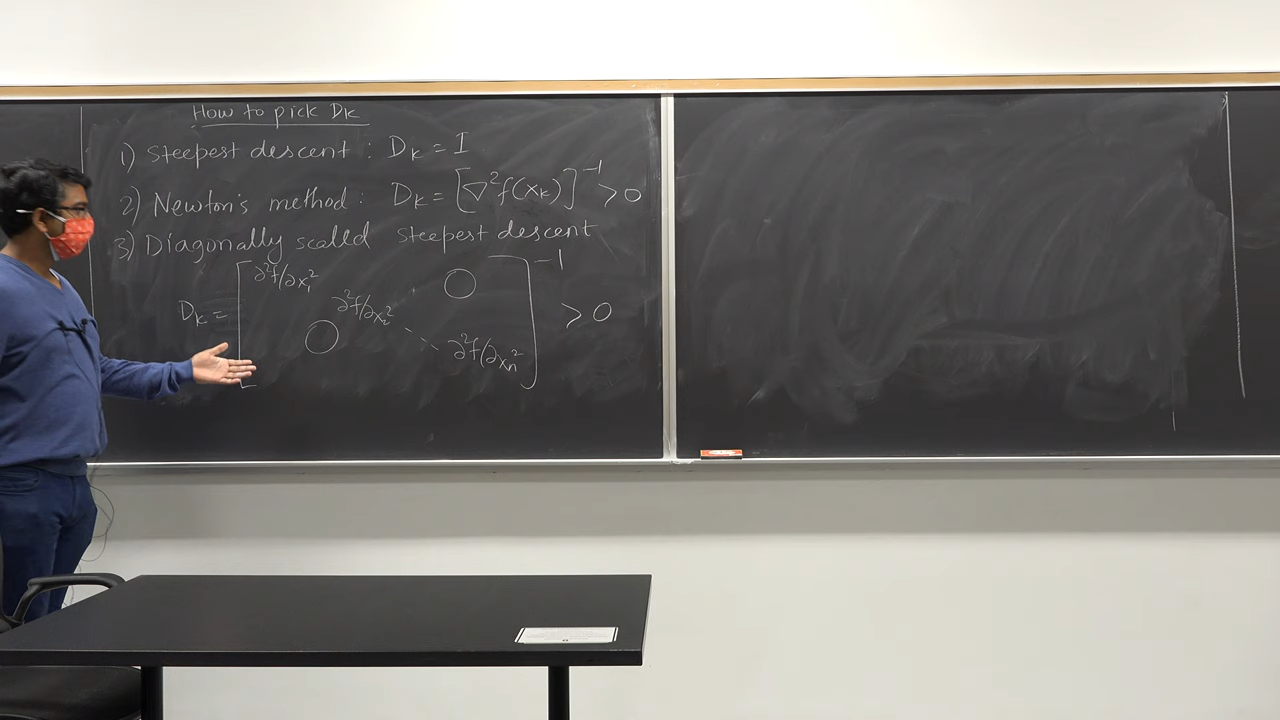 How to pick Dₖ
1) Steepest descent : Dₖ = I
2) Newton's method : Dₖ = [∇²f(xₖ)]⁻¹ > 0
3) Diagonally scaled steepest descent
Dₖ = [∂²f/∂x₁² ∂²f/∂x₂² ⋱ ∂²f/∂xₙ² 0 0]⁻¹ > 0